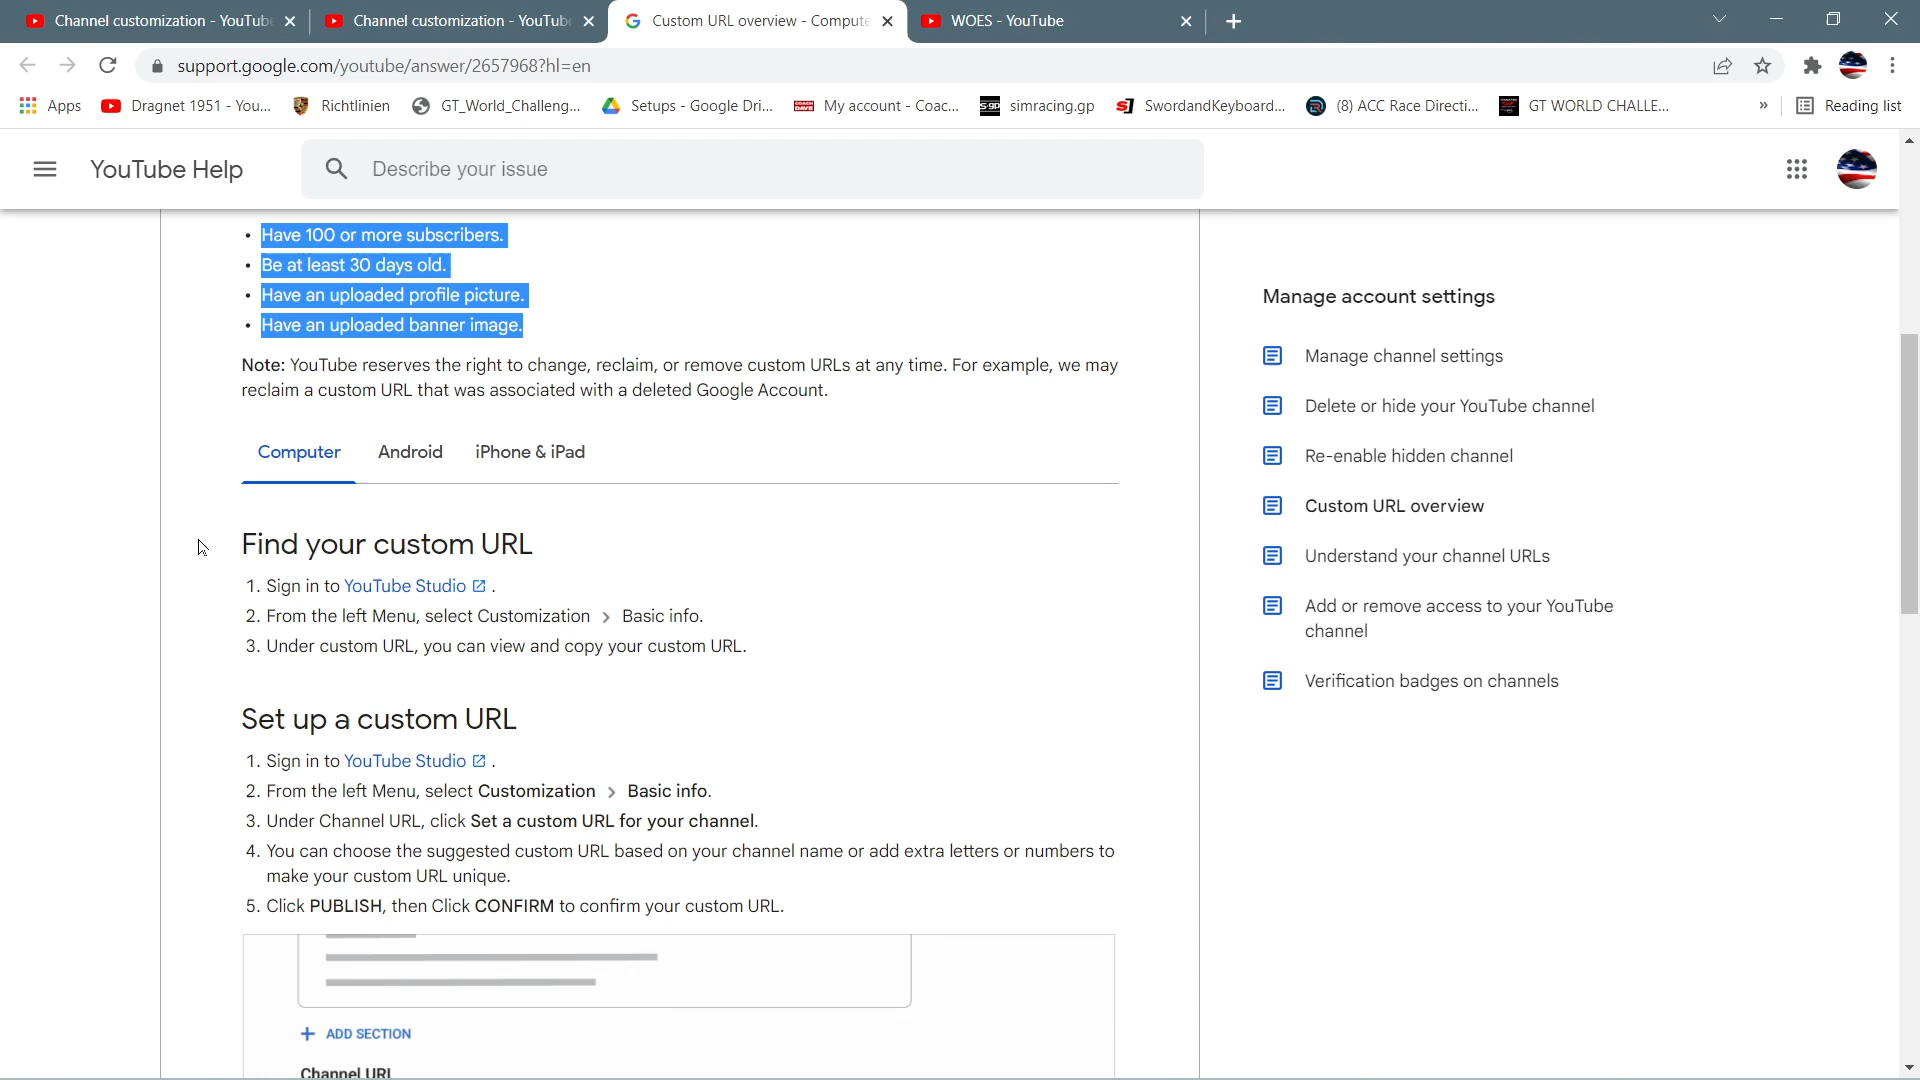 Channel customization - YouTub
Channel customization - YouTub
Custom URL overview - Compute
WOES - YouTube
support.google.com/youtube/answer/2657968?hl=en
Apps
Dragnet 1951 - You...
Richtlinien
GT_World_Challeng...
Setups - Google Dri...
My account - Coac...
simracing.gp
SwordandKeyboard...
(8) ACC Race Directi...
GT WORLD CHALLE...
»
Reading list
YouTube Help
Describe your issue
• Have 100 or more subscribers.
• Be at least 30 days old.
• Have an uploaded profile picture.
• Have an uploaded banner image.
Note: YouTube reserves the right to change, reclaim, or remove custom URLs at any time. For example, we may
reclaim a custom URL that was associated with a deleted Google Account.
Computer
Android
iPhone & iPad
Find your custom URL
1. Sign in to YouTube Studio .
2. From the left Menu, select Customization > Basic info.
3. Under custom URL, you can view and copy your custom URL.
Set up a custom URL
1. Sign in to YouTube Studio .
2. From the left Menu, select Customization > Basic info.
3. Under Channel URL, click Set a custom URL for your channel.
4. You can choose the suggested custom URL based on your channel name or add extra letters or numbers to
make your custom URL unique.
5. Click PUBLISH, then Click CONFIRM to confirm your custom URL.
+ ADD SECTION
Channel URL
Manage account settings
Manage channel settings
Delete or hide your YouTube channel
Re-enable hidden channel
Custom URL overview
Understand your channel URLs
Add or remove access to your YouTube
channel
Verification badges on channels